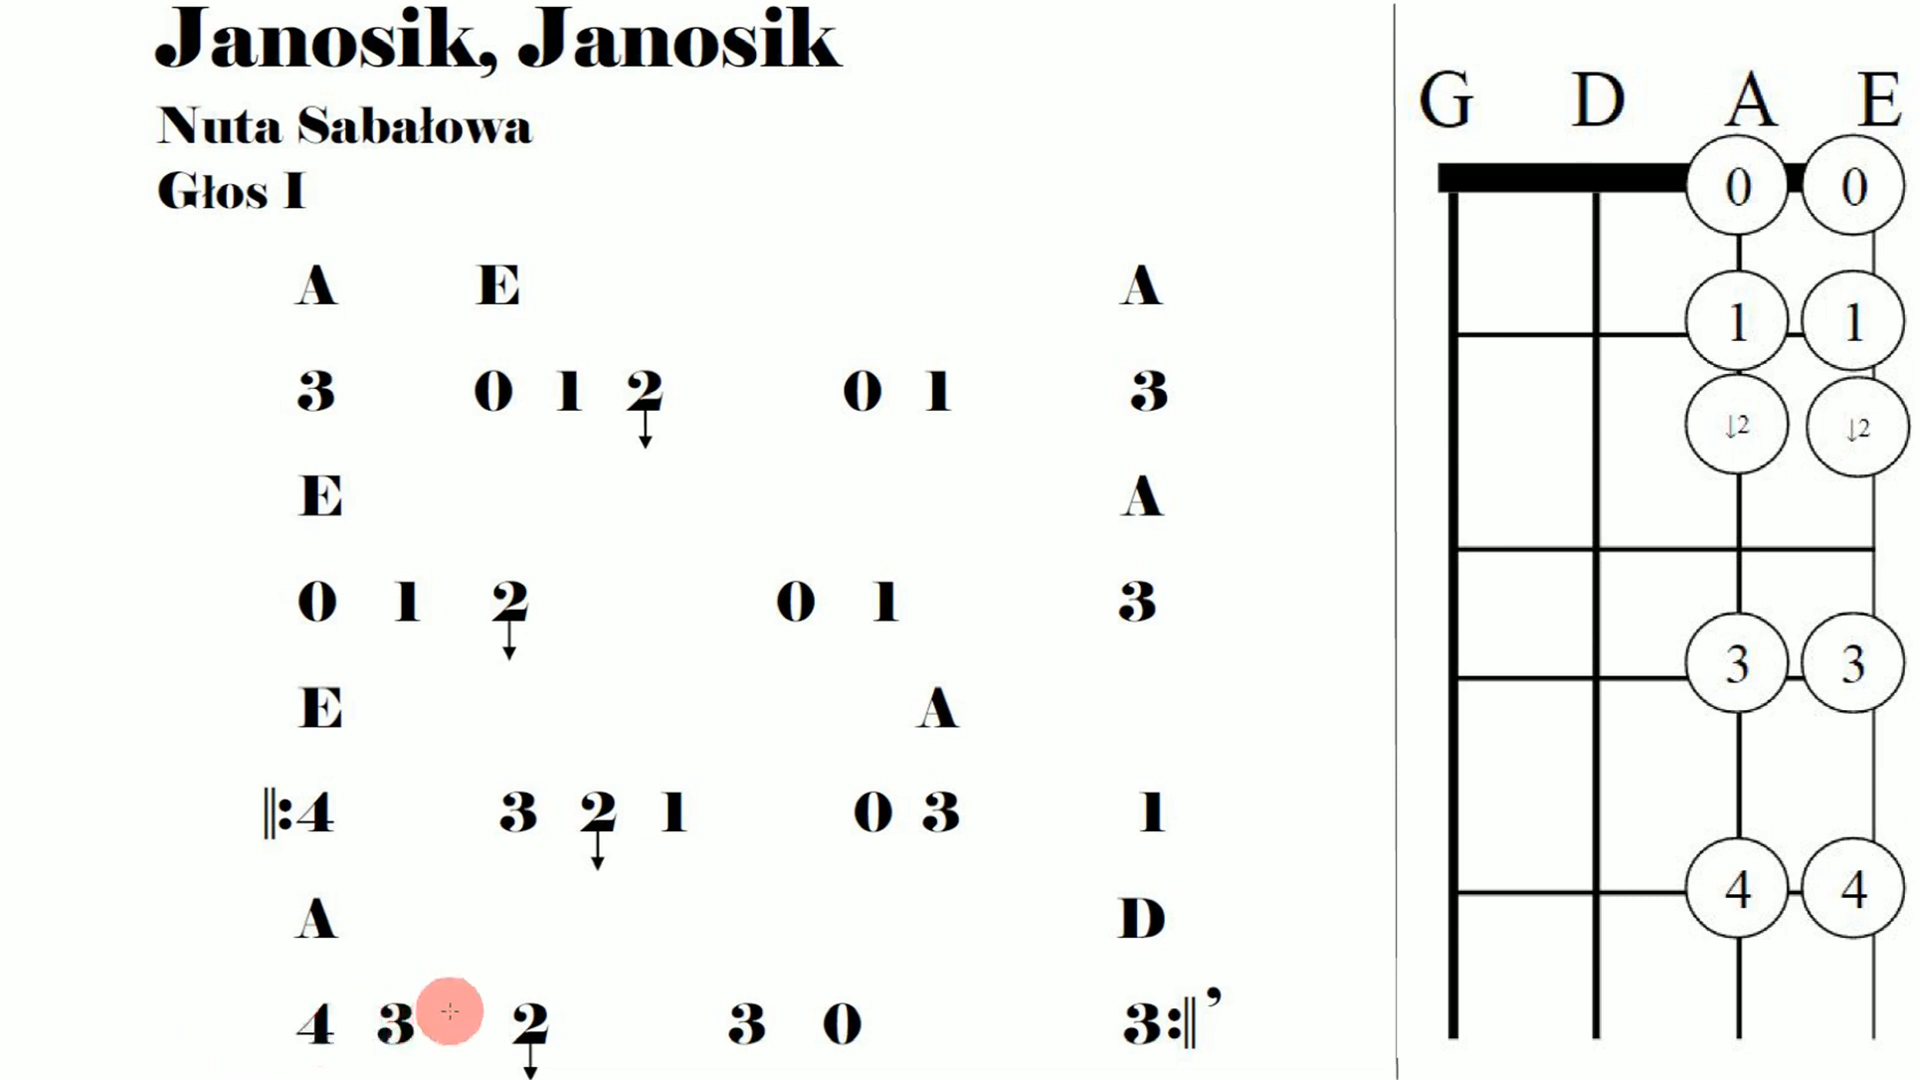 Janosik, Janosik
Nuta Sabałowa
Głos I
A E A
3 0 1 2 0 1 3
E A
0 1 2 0 1 3
E A
𝄆 4 3 2 1 0 3 1
A D
4 3 2 3 0 3 𝄇 ’
G D A E
0 0
1 1
↓2 ↓2
3 3
4 4